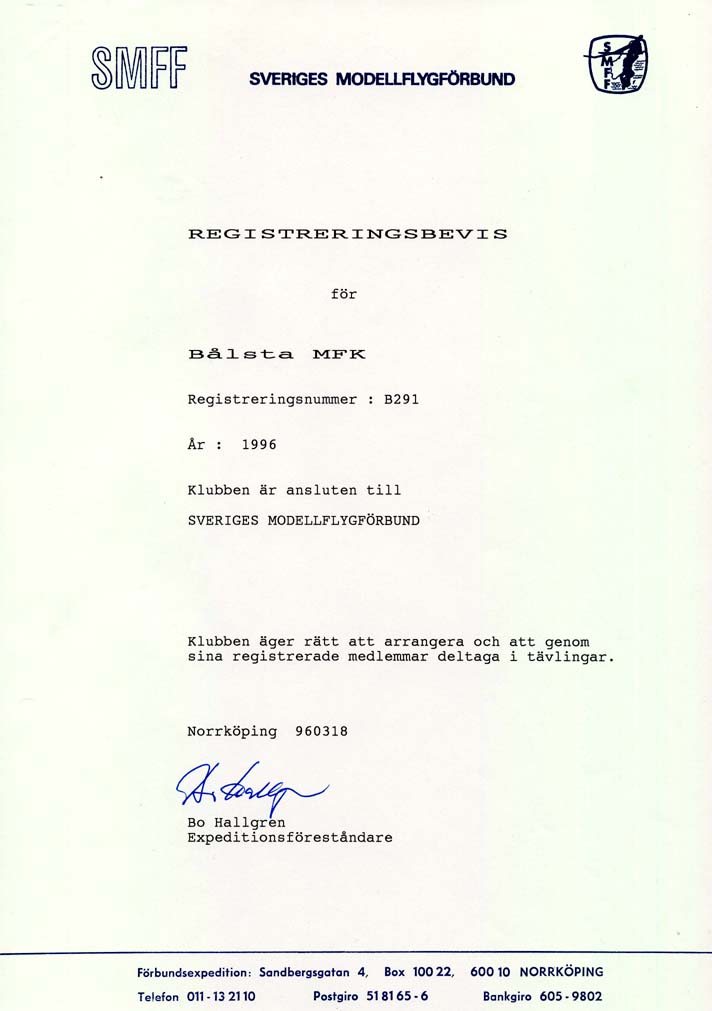 SMFF
SVERIGES MODELLFLYGFÖRBUND
SMFF
REGISTRERINGSBEVIS
för
Bålsta MFK
Registreringsnummer : B291
År : 1996
Klubben är ansluten till
SVERIGES MODELLFLYGFÖRBUND
Klubben äger rätt att arrangera och att genom
sina registrerade medlemmar deltaga i tävlingar.
Norrköping 960318
Bo Hallgren
Bo Hallgren
Expeditionsföreståndare
Förbundsexpedition: Sandbergsgatan 4, Box 100 22, 600 10 NORRKÖPING
Telefon 011-13 21 10 Postgiro 51 81 65-6 Bankgiro 605-9802